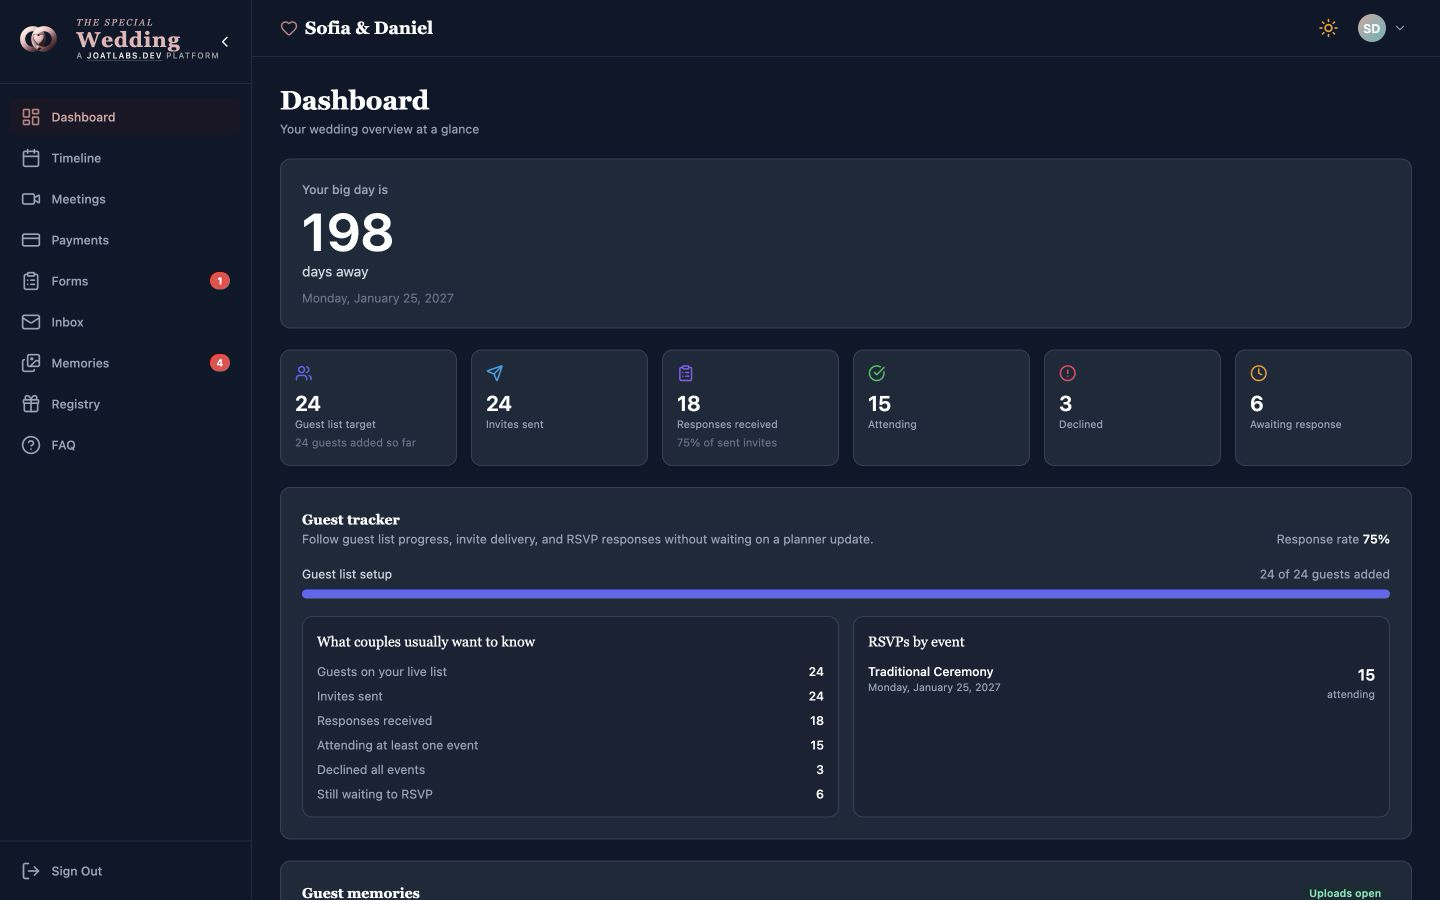 THE SPECIAL
Wedding
A JOATLABS.DEV PLATFORM
Dashboard
Timeline
Meetings
Payments
Forms
1
Inbox
Memories
4
Registry
FAQ
Sign Out
Sofia & Daniel
SD
Dashboard
Your wedding overview at a glance
Your big day is
198
days away
Monday, January 25, 2027
24
Guest list target
24 guests added so far
24
Invites sent
18
Responses received
75% of sent invites
15
Attending
3
Declined
6
Awaiting response
Guest tracker
Follow guest list progress, invite delivery, and RSVP responses without waiting on a planner update.
Response rate 75%
Guest list setup
24 of 24 guests added
What couples usually want to know
Guests on your live list 24
Invites sent 24
Responses received 18
Attending at least one event 15
Declined all events 3
Still waiting to RSVP 6
RSVPs by event
Traditional Ceremony
Monday, January 25, 2027
15
attending
Guest memories
Uploads open